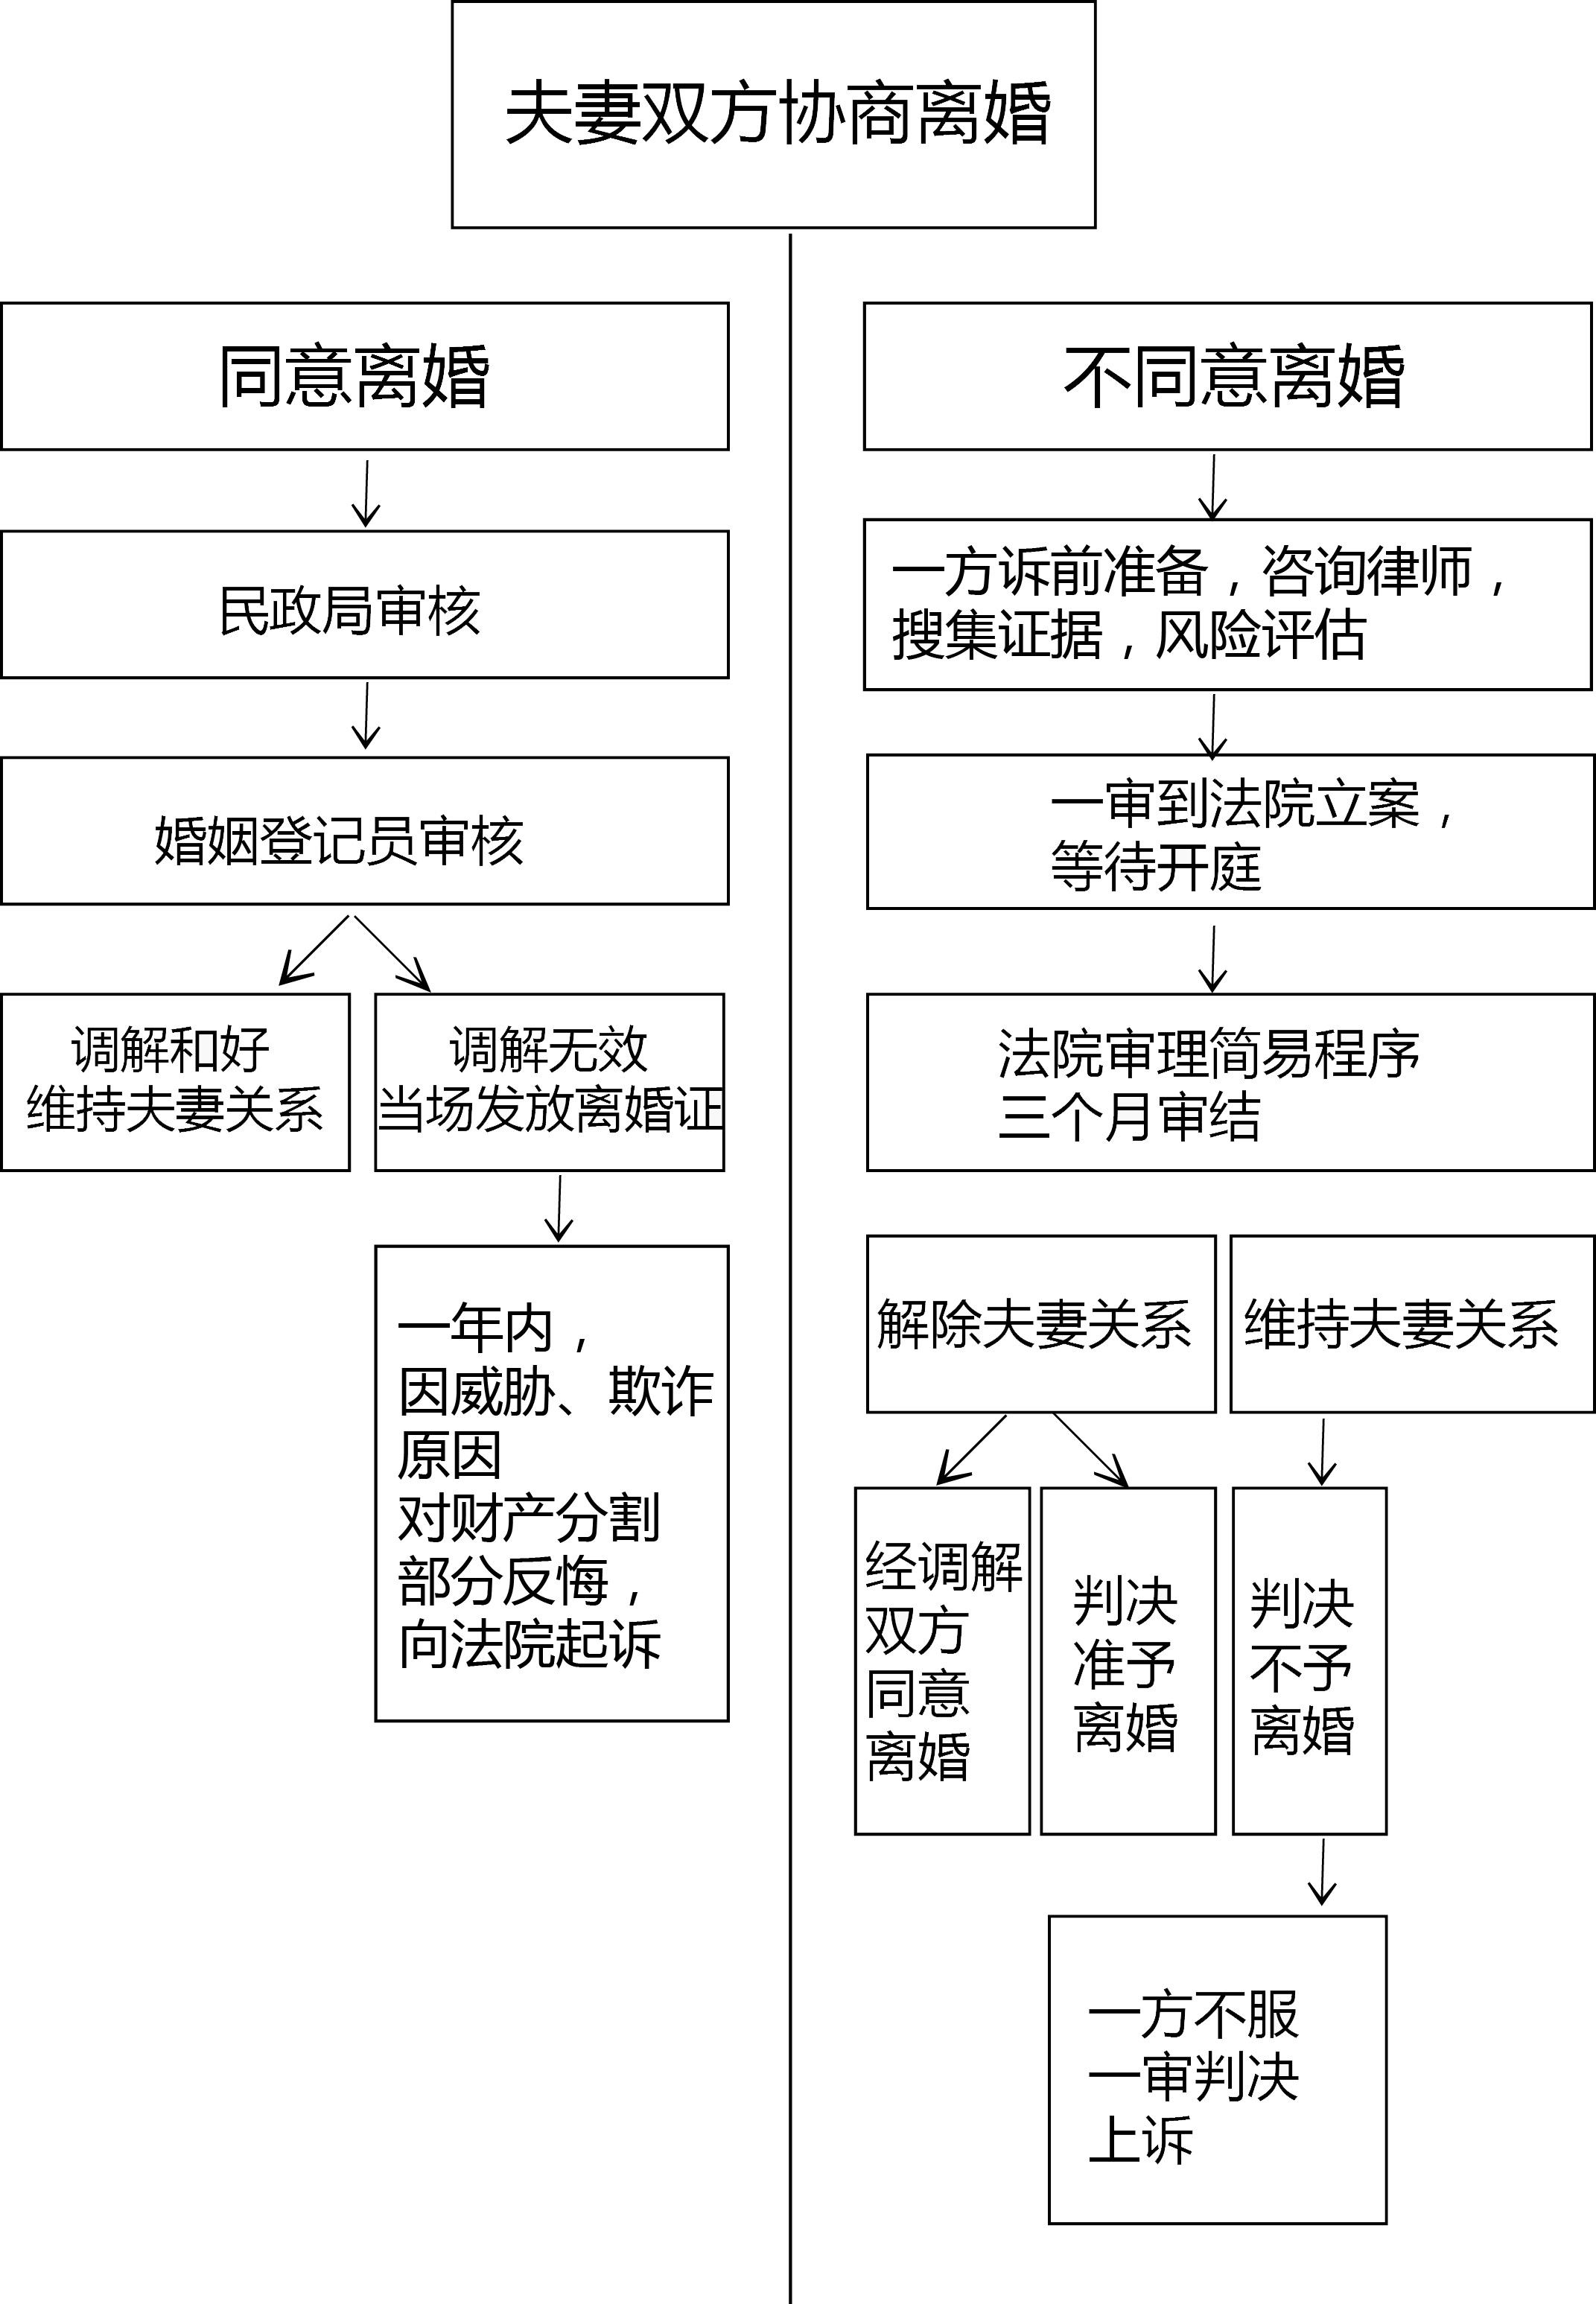 夫妻双方协商离婚
同意离婚
民政局审核
婚姻登记员审核
调解和好
维持夫妻关系
调解无效
当场发放离婚证
一年内，
因威胁、欺诈
原因
对财产分割
部分反悔，
向法院起诉
不同意离婚
一方诉前准备，咨询律师，
搜集证据，风险评估
一审到法院立案，
等待开庭
法院审理简易程序
三个月审结
解除夫妻关系
维持夫妻关系
经调解
双方
同意
离婚
判决
准予
离婚
判决
不予
离婚
一方不服
一审判决
上诉